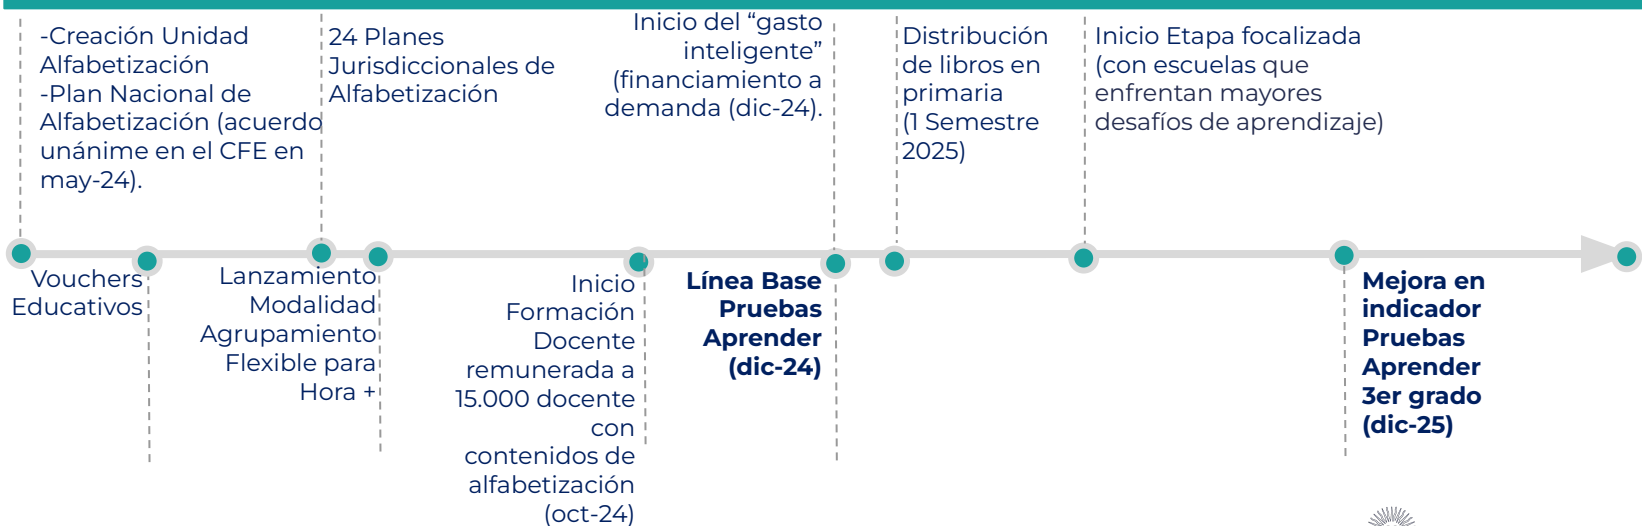 -Creación Unidad
Alfabetización
-Plan Nacional de
Alfabetización (acuerdo
unánime en el CFE en
may-24).
24 Planes
Jurisdiccionales de
Alfabetización
Inicio del “gasto
inteligente”
(financiamiento a
demanda (dic-24).
Distribución
de libros en
primaria
(1 Semestre
2025)
Inicio Etapa focalizada
(con escuelas que
enfrentan mayores
desafíos de aprendizaje)
Vouchers
Educativos
Lanzamiento
Modalidad
Agrupamiento
Flexible para
Hora +
Inicio
Formación
Docente
remunerada a
15.000 docente
con
contenidos de
alfabetización
(oct-24)
Línea Base
Pruebas
Aprender
(dic-24)
Mejora en
indicador
Pruebas
Aprender
3er grado
(dic-25)